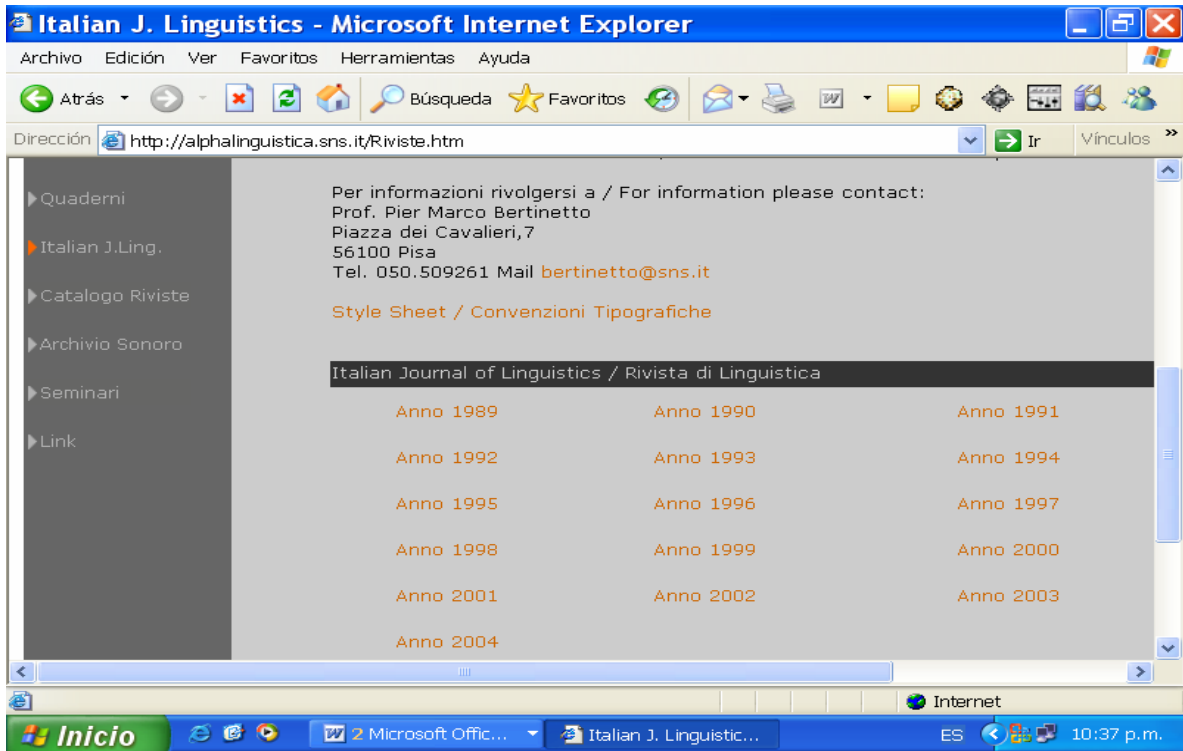 Italian J. Linguistics - Microsoft Internet Explorer
Archivo Edición Ver Favoritos Herramientas Ayuda
Atrás Búsqueda Favoritos
Dirección http://alphalinguistica.sns.it/Riviste.htm Ir Vínculos »
Quaderni
Italian J.Ling.
Catalogo Riviste
Archivio Sonoro
Seminari
Link
Per informazioni rivolgersi a / For information please contact:
Prof. Pier Marco Bertinetto
Piazza dei Cavalieri,7
56100 Pisa
Tel. 050.509261 Mail bertinetto@sns.it
Style Sheet / Convenzioni Tipografiche
Italian Journal of Linguistics / Rivista di Linguistica
Anno 1989 Anno 1990 Anno 1991
Anno 1992 Anno 1993 Anno 1994
Anno 1995 Anno 1996 Anno 1997
Anno 1998 Anno 1999 Anno 2000
Anno 2001 Anno 2002 Anno 2003
Anno 2004
Internet
Inicio 2 Microsoft Offic... Italian J. Linguistic... ES 10:37 p.m.